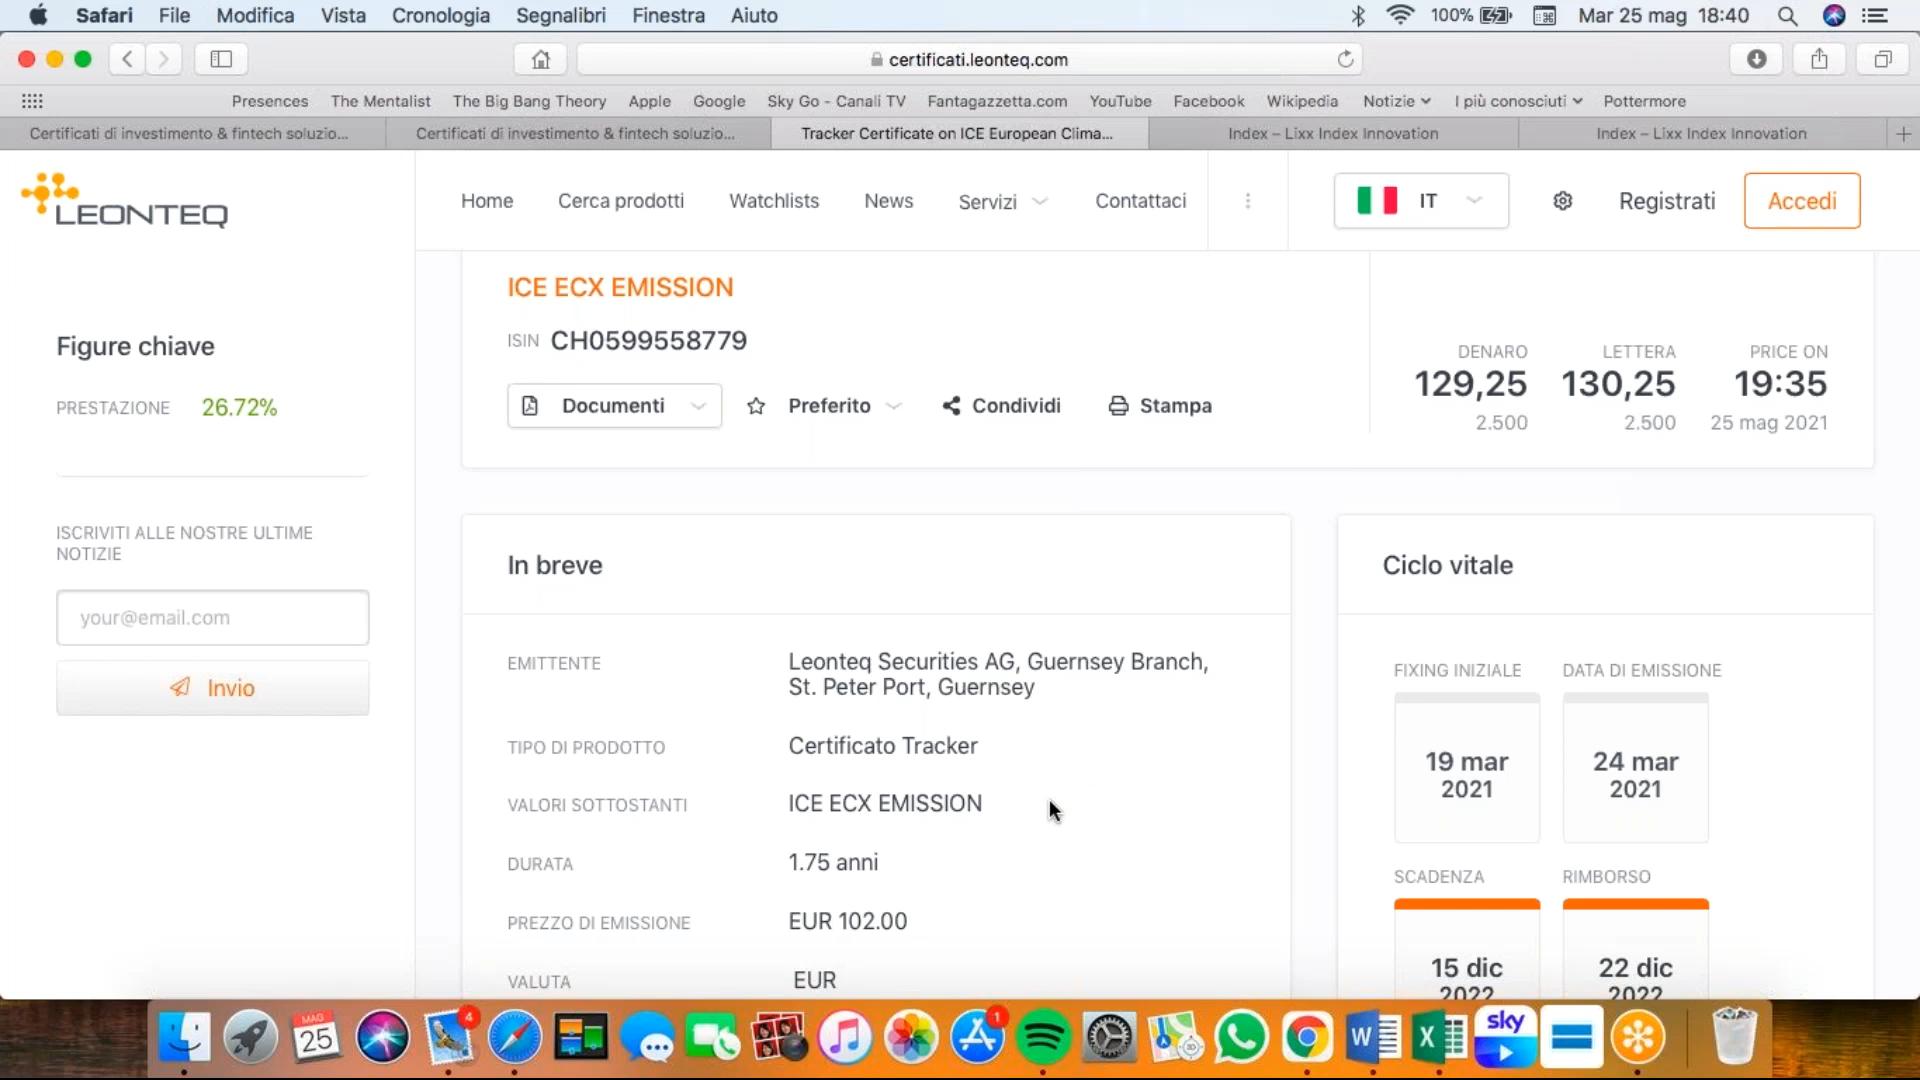 Safari File Modifica Vista Cronologia Segnalibri Finestra Aiuto 100% Mar 25 mag 18:40
certificati.leonteq.com
Presences The Mentalist The Big Bang Theory Apple Google Sky Go - Canali TV Fantagazzetta.com YouTube Facebook Wikipedia Notizie I più conosciuti Pottermore
Certificati di investimento & fintech soluzio... Certificati di investimento & fintech soluzio... Tracker Certificate on ICE European Clima... Index – Lixx Index Innovation Index – Lixx Index Innovation
LEONTEQ
Home Cerca prodotti Watchlists News Servizi Contattaci IT Registrati Accedi
ICE ECX EMISSION
ISIN CH0599558779
Documenti Preferito Condividi Stampa
DENARO LETTERA PRICE ON
129,25 130,25 19:35
2.500 2.500 25 mag 2021
Figure chiave
PRESTAZIONE 26.72%
ISCRIVITI ALLE NOSTRE ULTIME
NOTIZIE
your@email.com
Invio
In breve
EMITTENTE Leonteq Securities AG, Guernsey Branch,
St. Peter Port, Guernsey
TIPO DI PRODOTTO Certificato Tracker
VALORI SOTTOSTANTI ICE ECX EMISSION
DURATA 1.75 anni
PREZZO DI EMISSIONE EUR 102.00
VALUTA EUR
Ciclo vitale
FIXING INIZIALE DATA DI EMISSIONE
19 mar 24 mar
2021 2021
SCADENZA RIMBORSO
15 dic 22 dic
2022 2022
MAG
25
4
1
W
X
sky